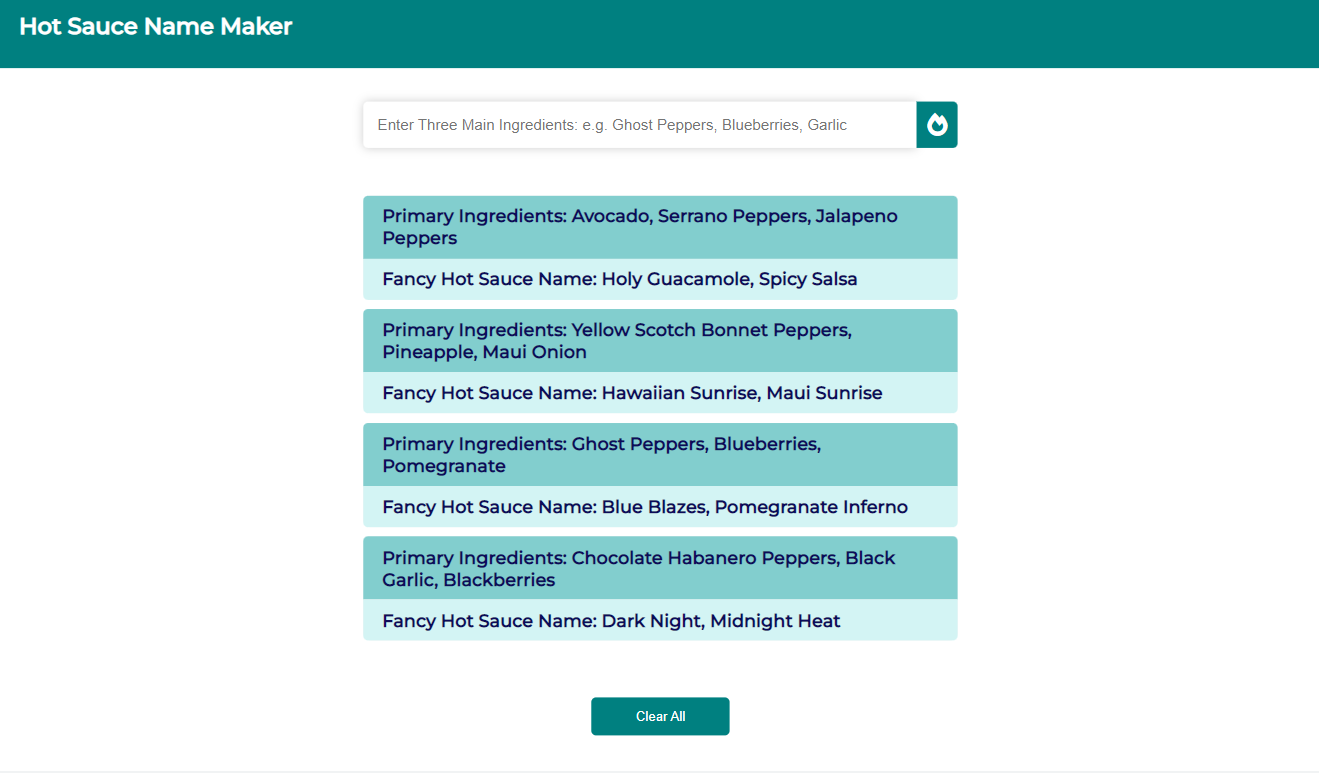 Hot Sauce Name Maker
Enter Three Main Ingredients: e.g. Ghost Peppers, Blueberries, Garlic
Primary Ingredients: Avocado, Serrano Peppers, Jalapeno
Peppers
Fancy Hot Sauce Name: Holy Guacamole, Spicy Salsa
Primary Ingredients: Yellow Scotch Bonnet Peppers,
Pineapple, Maui Onion
Fancy Hot Sauce Name: Hawaiian Sunrise, Maui Sunrise
Primary Ingredients: Ghost Peppers, Blueberries,
Pomegranate
Fancy Hot Sauce Name: Blue Blazes, Pomegranate Inferno
Primary Ingredients: Chocolate Habanero Peppers, Black
Garlic, Blackberries
Fancy Hot Sauce Name: Dark Night, Midnight Heat
Clear All